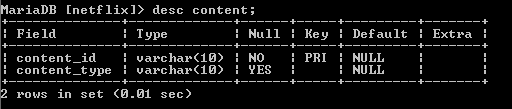 MariaDB [netflix]> desc content;
+--------------+-------------+------+-----+---------+-------+
| Field        | Type        | Null | Key | Default | Extra |
+--------------+-------------+------+-----+---------+-------+
| content_id   | varchar(10) | NO   | PRI | NULL    |       |
| content_type | varchar(10) | YES  |     | NULL    |       |
+--------------+-------------+------+-----+---------+-------+
2 rows in set (0.01 sec)